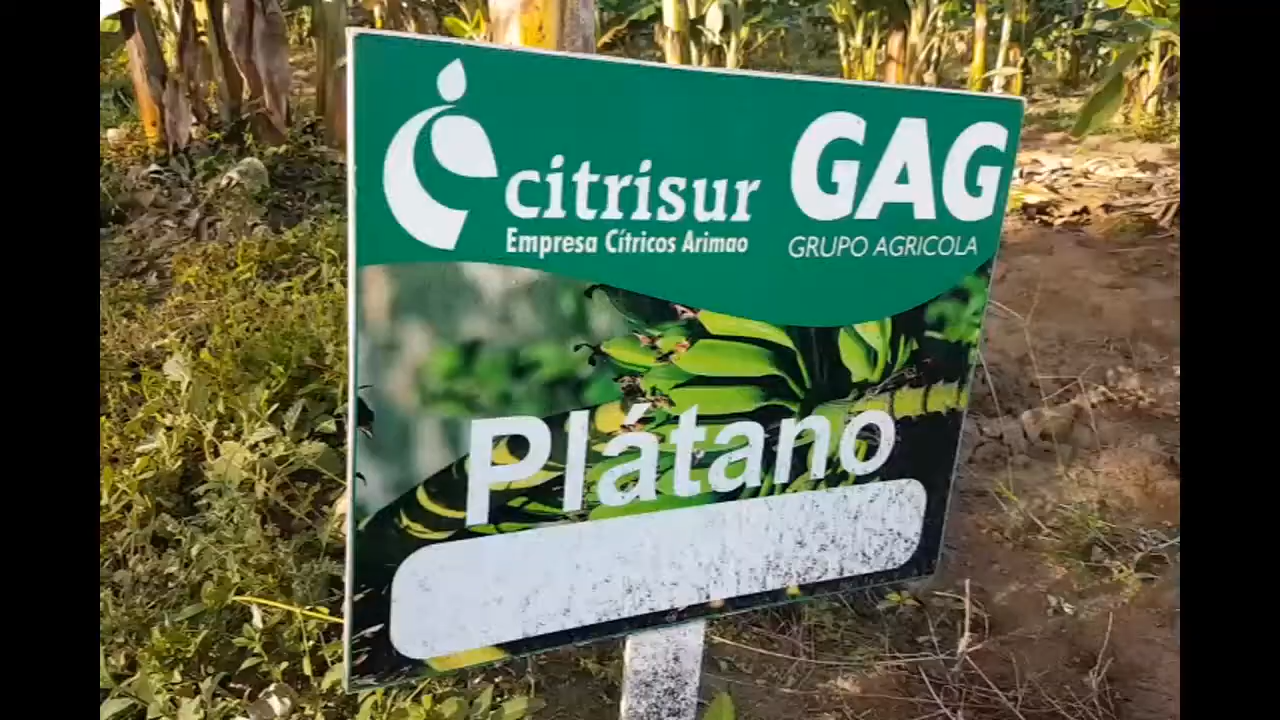 citrisur
Empresa Cítricos Arimao
GAG
GRUPO AGRICOLA
Plátano